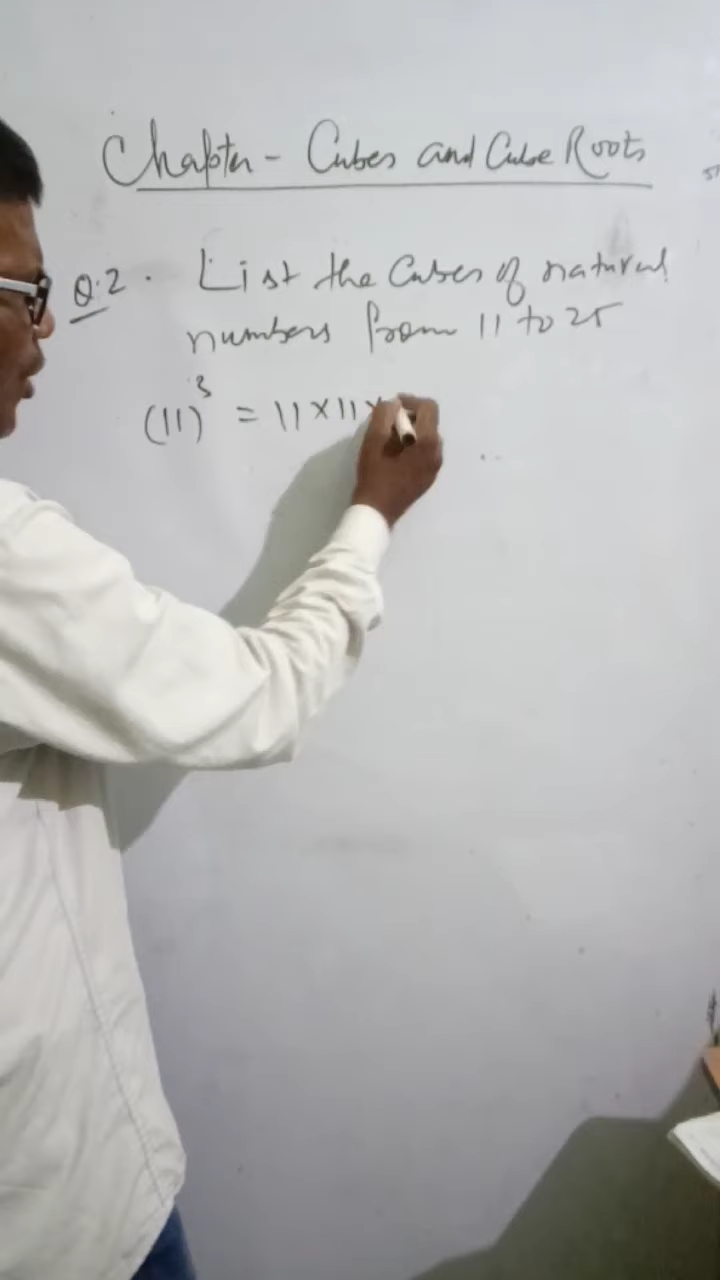 Chapter - Cubes and Cube Roots
Q.2. List the Cubes of natural
numbers from 11 to 25
(11)³ = 11 × 11 ×